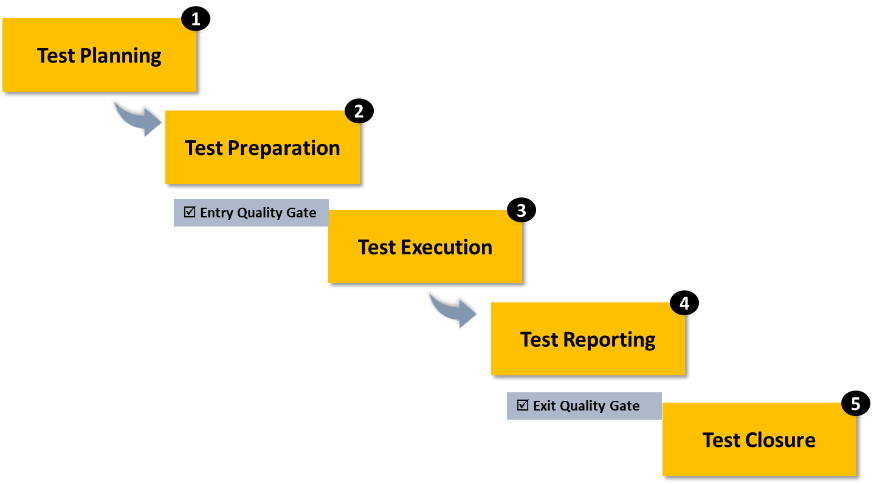 1
Test Planning
2
Test Preparation
☑ Entry Quality Gate
3
Test Execution
4
Test Reporting
☑ Exit Quality Gate
5
Test Closure